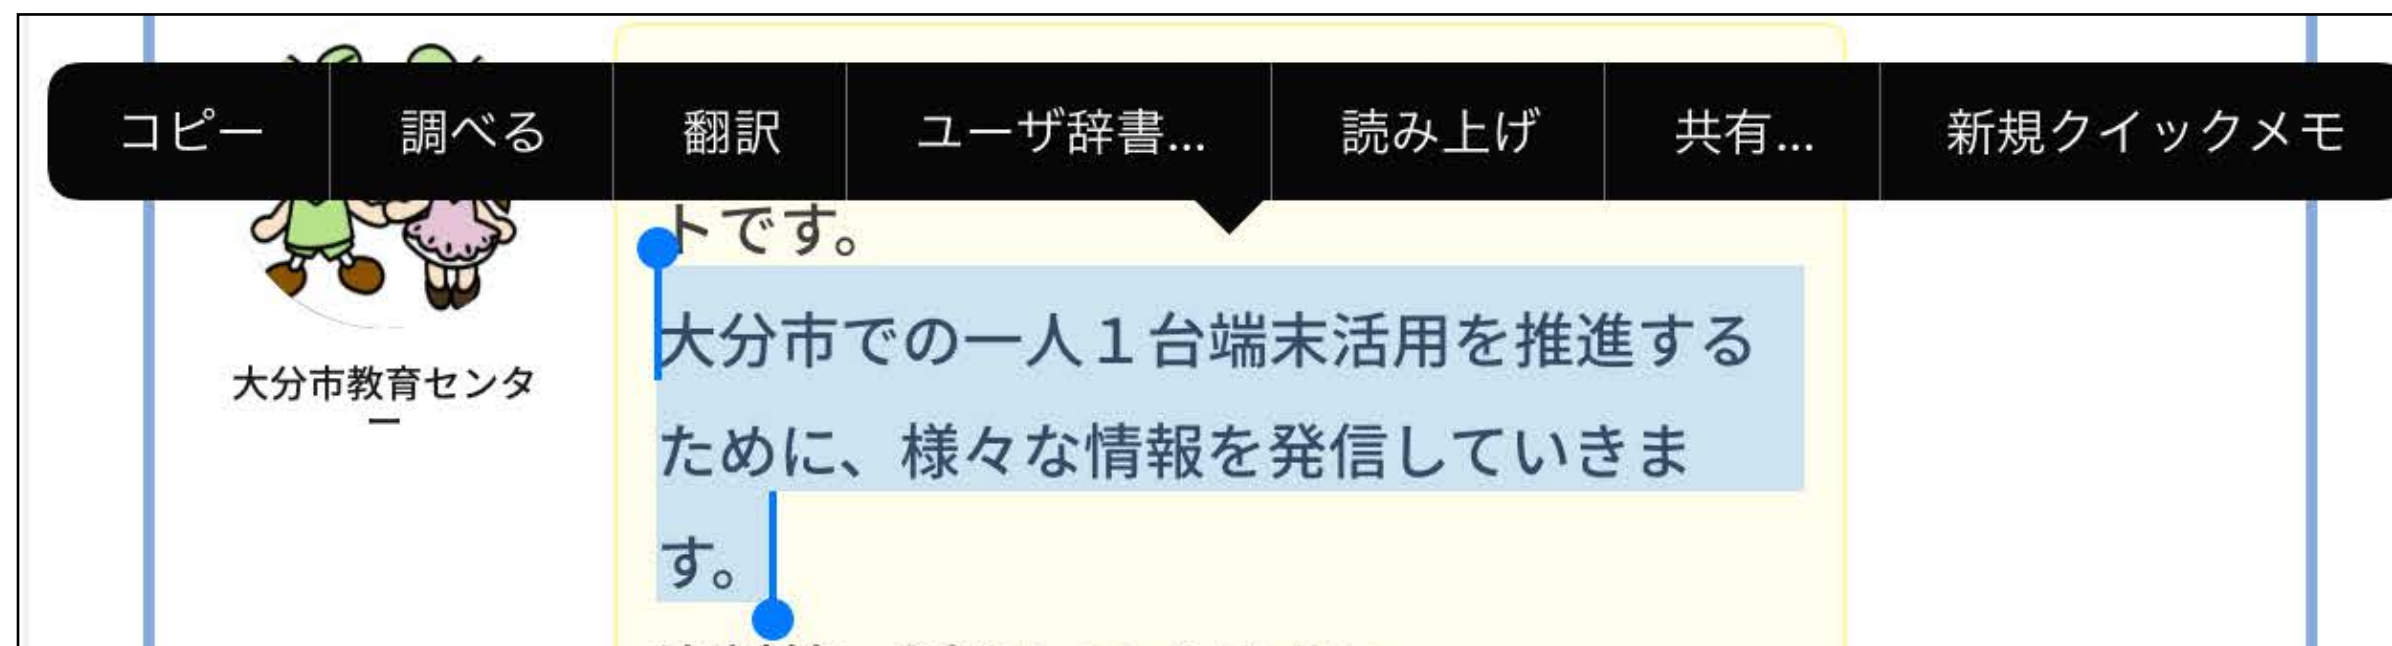 コピー
調べる
翻訳
ユーザ辞書...
読み上げ
共有...
新規クイックメモ
トです。
大分市での一人１台端末活用を推進する
ために、様々な情報を発信していきま
す。
大分市教育センタ
ー